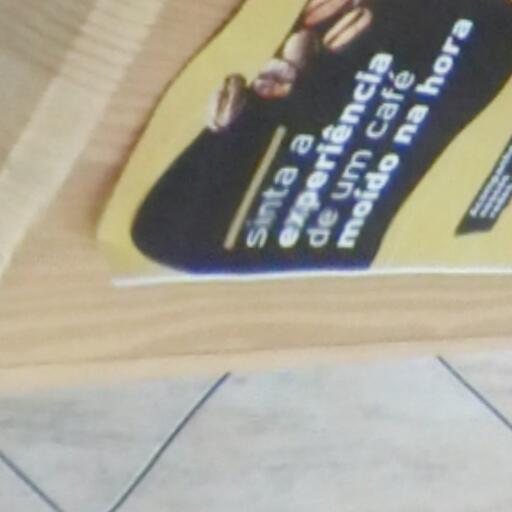 sinta a
experiência
de um café
moído na hora